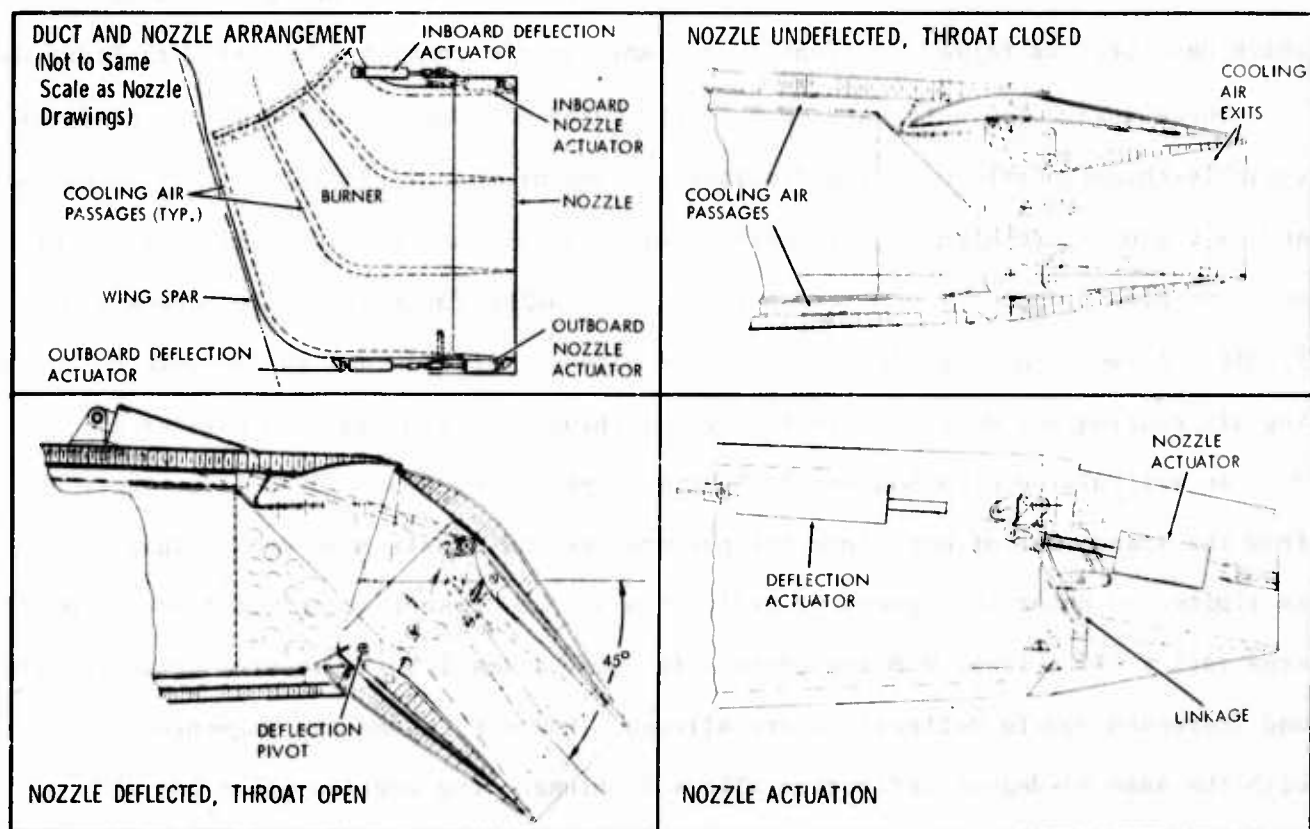 DUCT AND NOZZLE ARRANGEMENT
(Not to Same
Scale as Nozzle
Drawings)
INBOARD DEFLECTION
ACTUATOR
INBOARD
NOZZLE
ACTUATOR
BURNER
NOZZLE
COOLING AIR
PASSAGES (TYP.)
WING SPAR
OUTBOARD DEFLECTION
ACTUATOR
OUTBOARD
NOZZLE
ACTUATOR
NOZZLE UNDEFLECTED, THROAT CLOSED
COOLING
AIR
EXITS
COOLING AIR
PASSAGES
45°
DEFLECTION
PIVOT
NOZZLE DEFLECTED, THROAT OPEN
NOZZLE
ACTUATOR
DEFLECTION
ACTUATOR
LINKAGE
NOZZLE ACTUATION